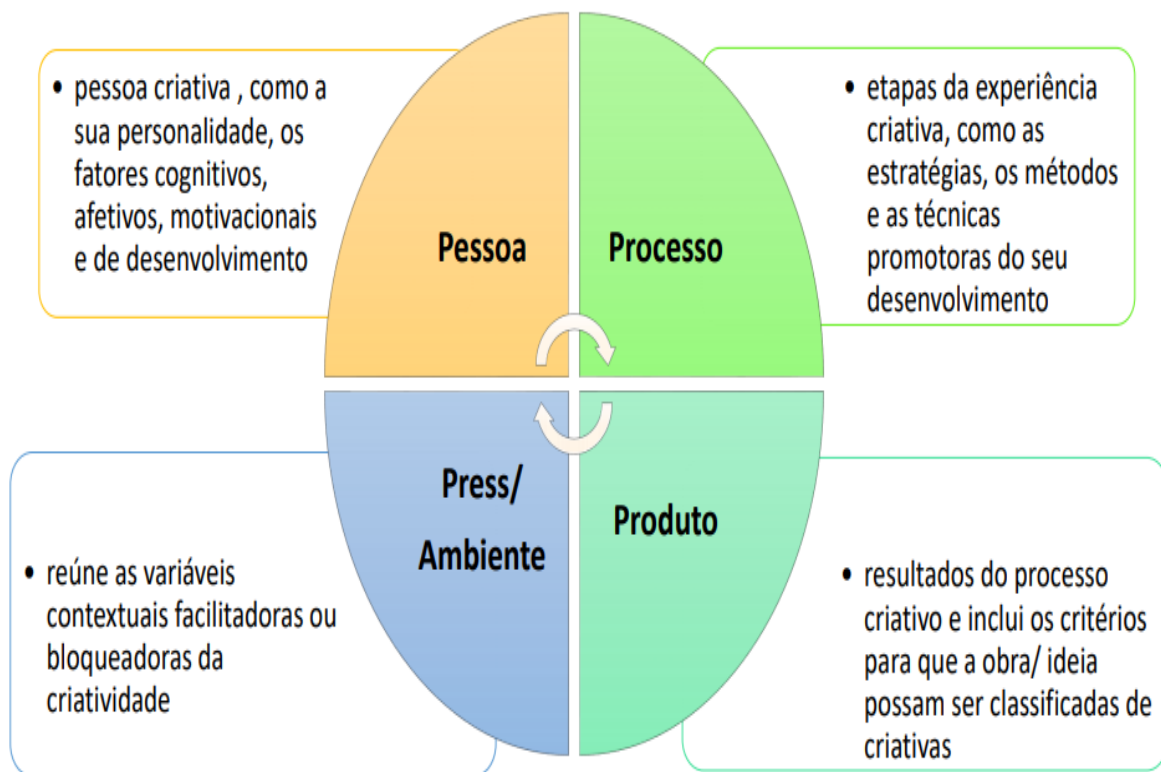 • pessoa criativa , como a
sua personalidade, os
fatores cognitivos,
afetivos, motivacionais
e de desenvolvimento
Pessoa
Processo
• etapas da experiência
criativa, como as
estratégias, os métodos
e as técnicas
promotoras do seu
desenvolvimento
• reúne as variáveis
contextuais facilitadoras ou
bloqueadoras da
criatividade
Press/
Ambiente
Produto
• resultados do processo
criativo e inclui os critérios
para que a obra/ ideia
possam ser classificadas de
criativas